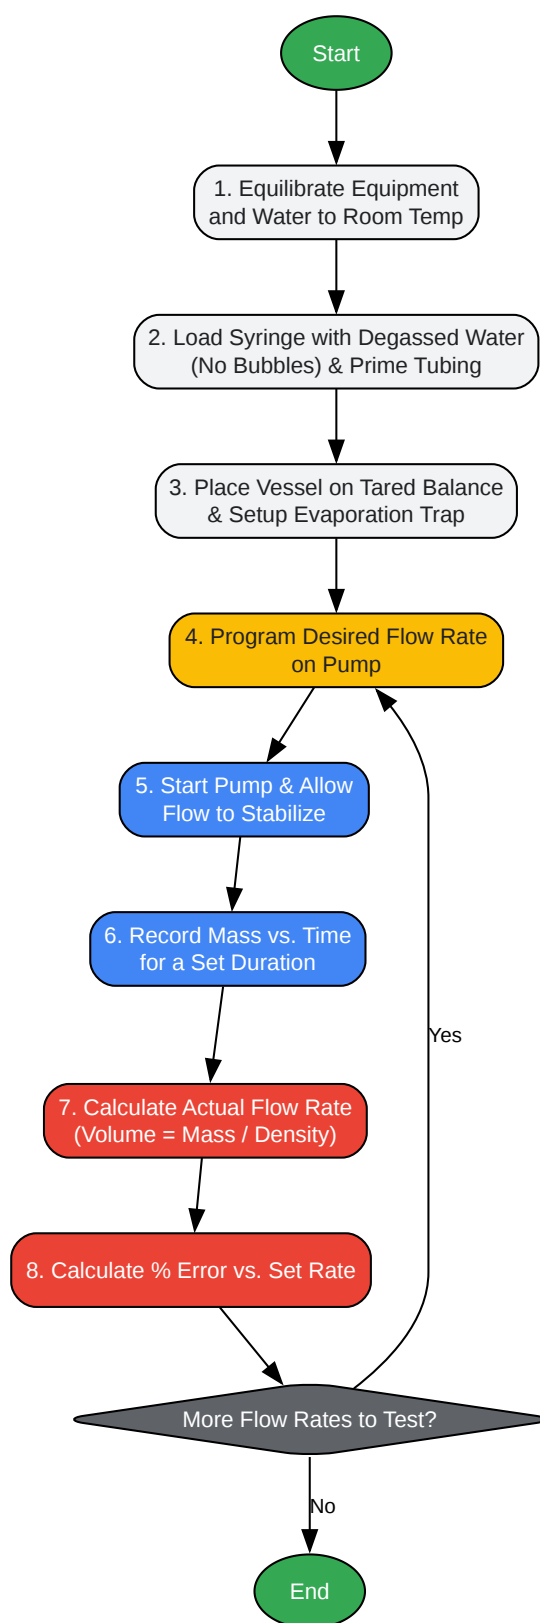 Start
1. Equilibrate Equipment
and Water to Room Temp
2. Load Syringe with Degassed Water
(No Bubbles) & Prime Tubing
3. Place Vessel on Tared Balance
& Setup Evaporation Trap
4. Program Desired Flow Rate
on Pump
5. Start Pump & Allow
Flow to Stabilize
6. Record Mass vs. Time
for a Set Duration
Yes
7. Calculate Actual Flow Rate
(Volume = Mass / Density)
8. Calculate % Error vs. Set Rate
More Flow Rates to Test?
No
End